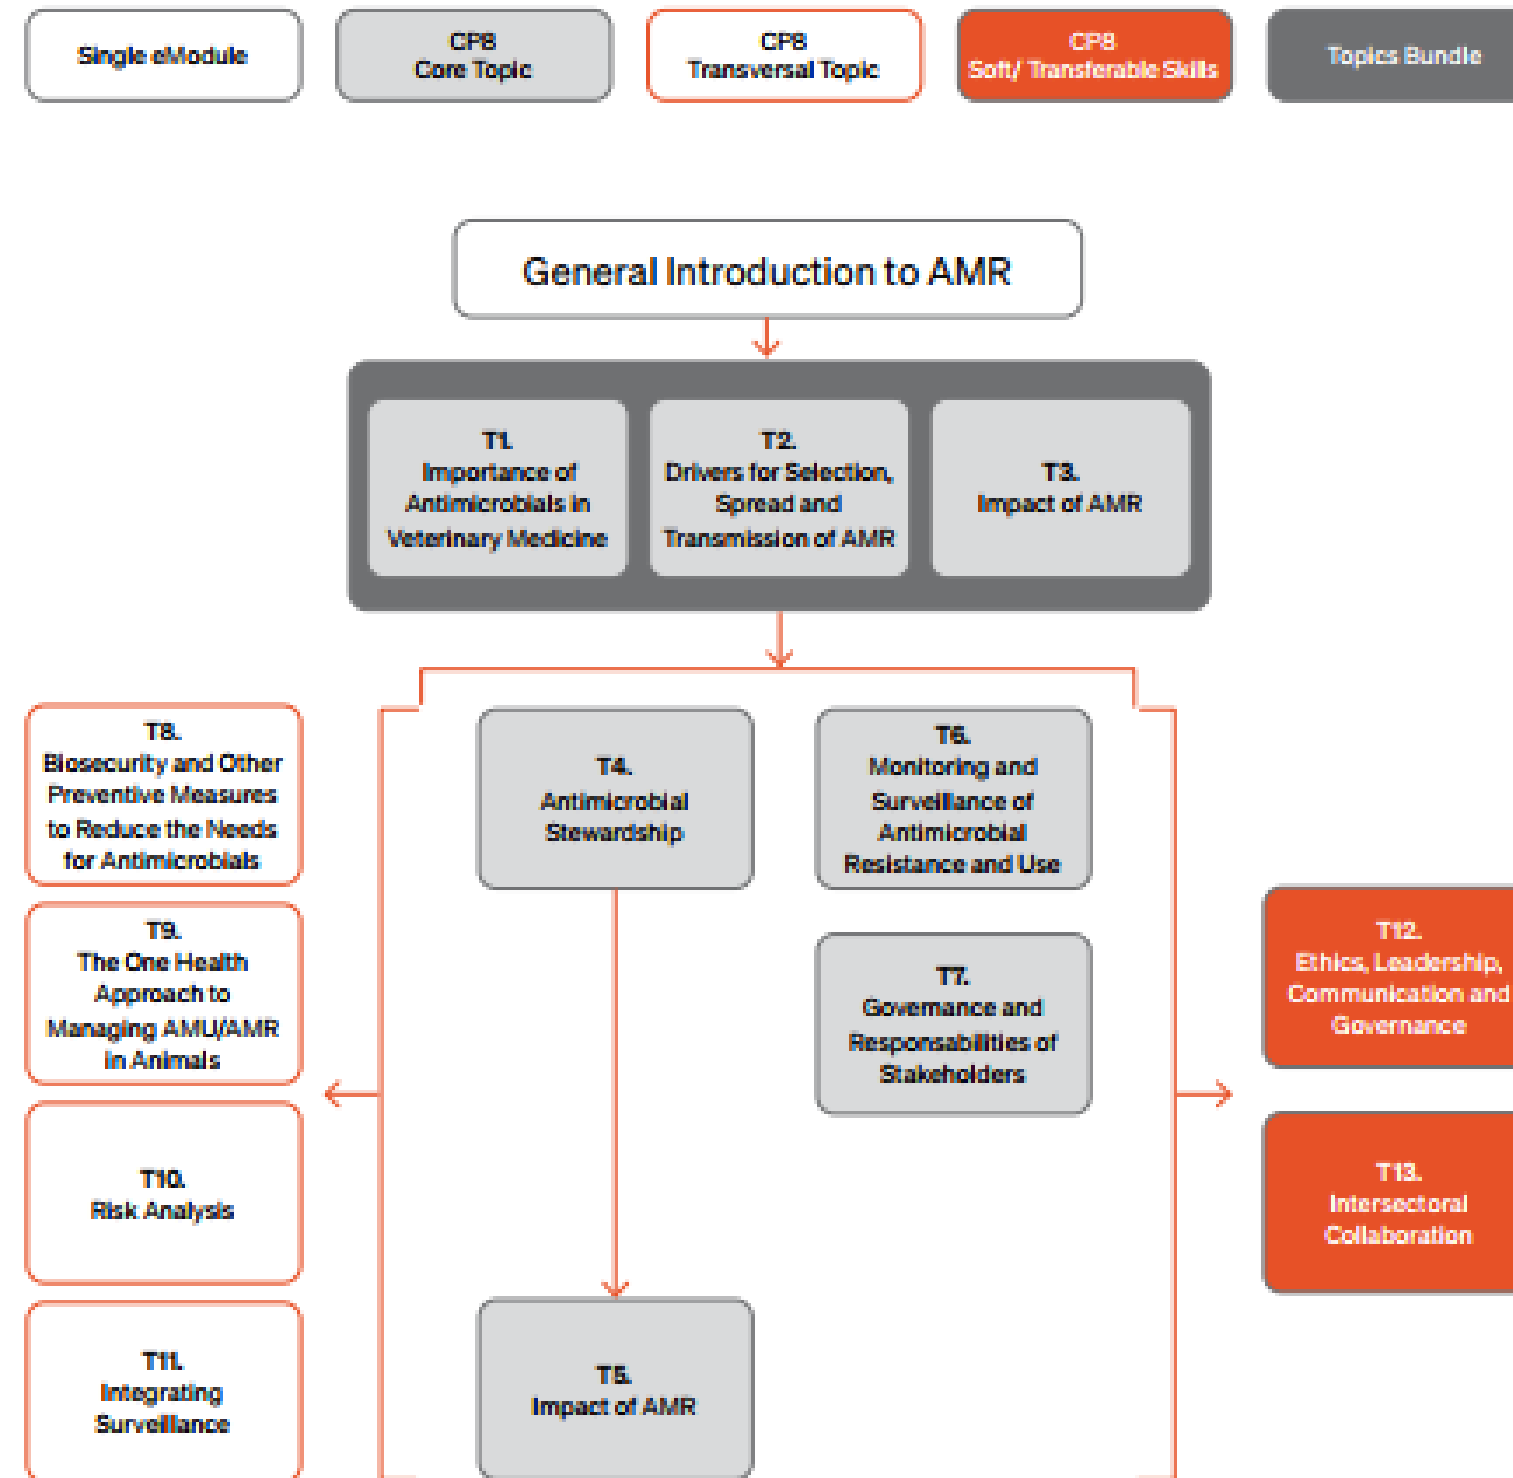 Single eModule
CP8
Core Topic
CP8
Transversal Topic
CP8
Soft/ Transferable Skills
Topics Bundle
General Introduction to AMR
T1.
Importance of
Antimicrobials in
Veterinary Medicine
T2.
Drivers for Selection,
Spread and
Transmission of AMR
T3.
Impact of AMR
T8.
Biosecurity and Other
Preventive Measures
to Reduce the Needs
for Antimicrobials
T4.
Antimicrobial
Stewardship
T6.
Monitoring and
Surveillance of
Antimicrobial
Resistance and Use
T9.
The One Health
Approach to
Managing AMU/AMR
in Animals
T7.
Governance and
Responsabilities of
Stakeholders
T12.
Ethics, Leadership,
Communication and
Governance
T10.
Risk Analysis
T13.
Intersectoral
Collaboration
T11.
Integrating
Surveillance
T5.
Impact of AMR